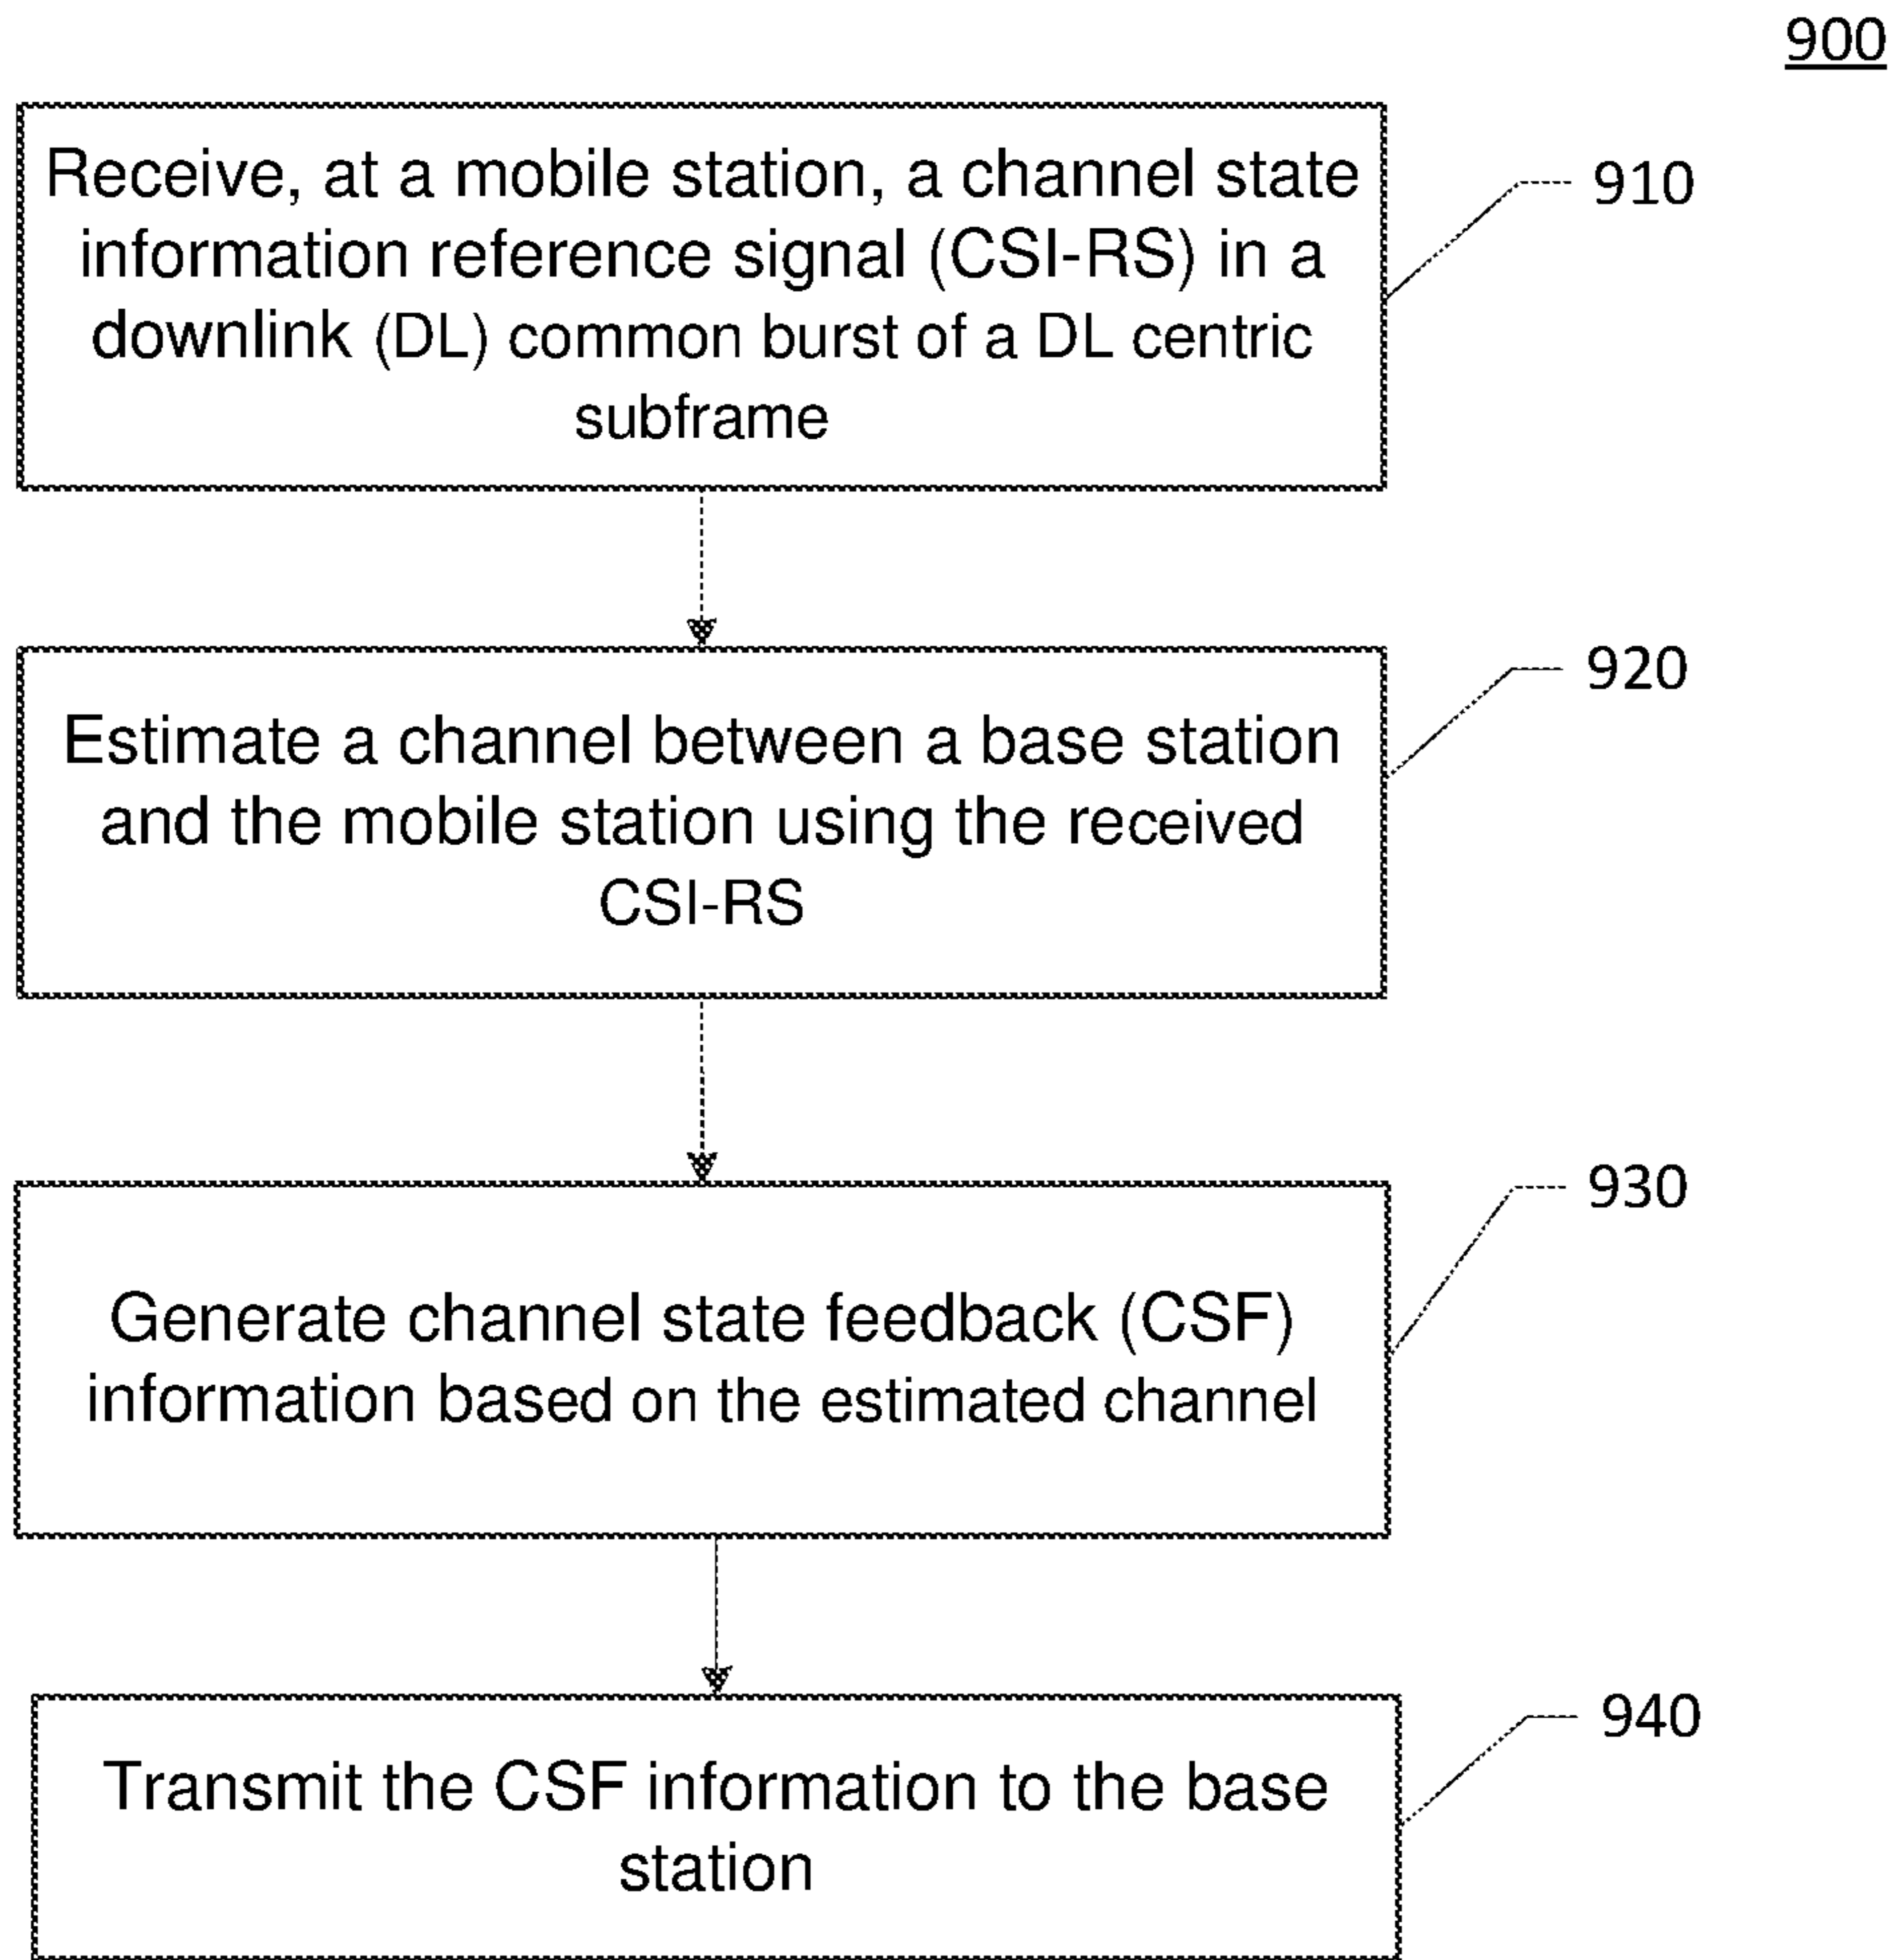 900
Receive, at a mobile station, a channel state
information reference signal (CSI-RS) in a
downlink (DL) common burst of a DL centric
subframe
910
Estimate a channel between a base station
and the mobile station using the received
CSI-RS
920
Generate channel state feedback (CSF)
information based on the estimated channel
930
Transmit the CSF information to the base
station
940